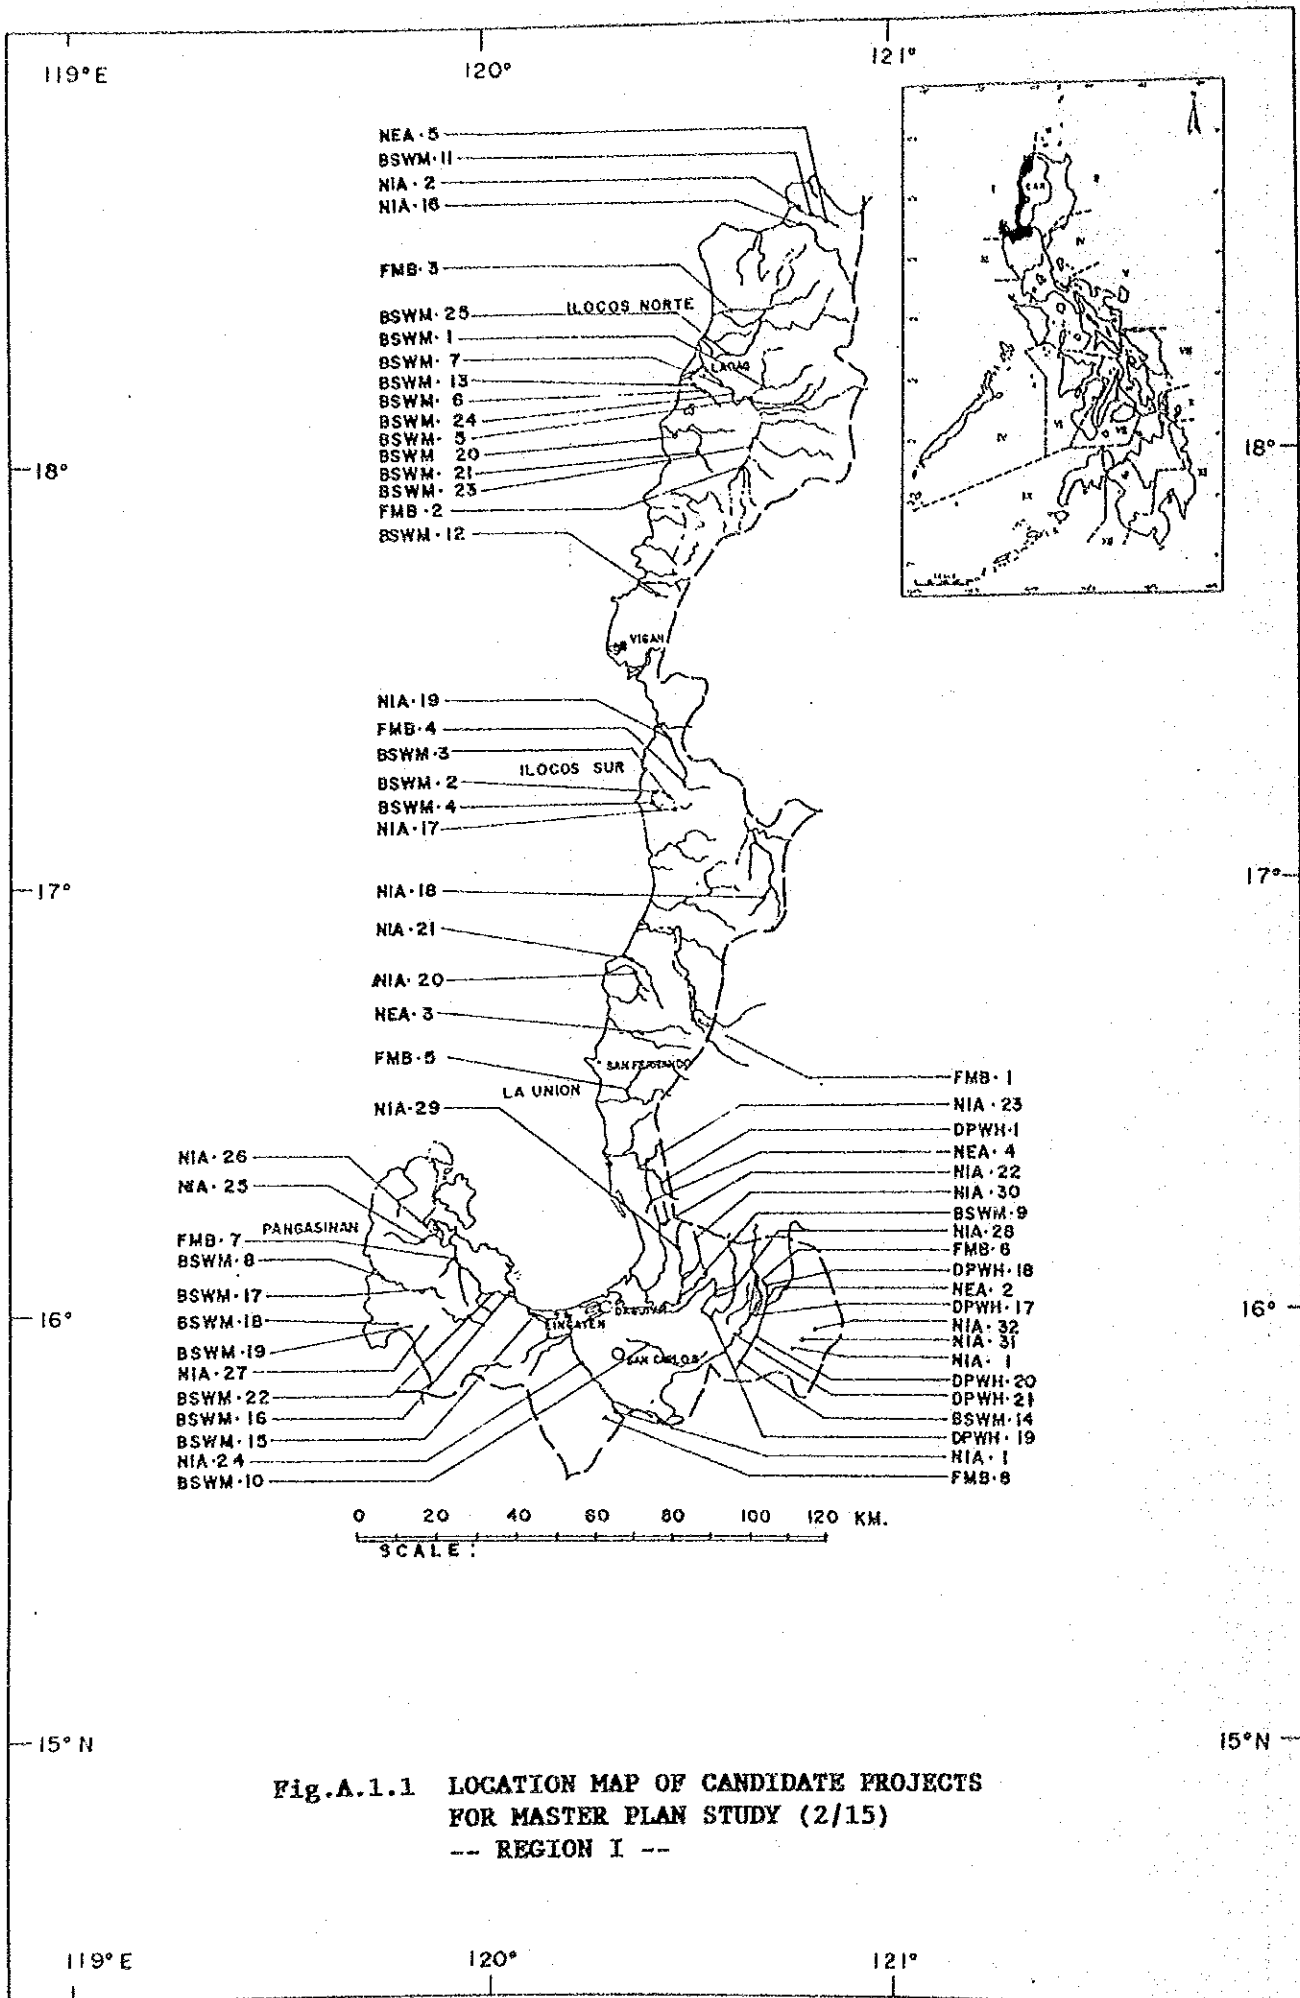 119°E
120°
121°
NEA·5
BSWM·11
NIA·2
NIA·16
FMB·3
ILOCOS NORTE
BSWM·25
BSWM·1
BSWM·7
LAOAG
BSWM·13
BSWM·6
BSWM·24
BSWM·5
BSWM 20
BSWM·21
BSWM·23
FMB·2
BSWM·12
18°
18°
VIGAN
NIA·19
FMB·4
BSWM·3
ILOCOS SUR
BSWM·2
BSWM·4
NIA·17
17°
17°
NIA·18
NIA·21
NIA·20
NEA·3
FMB·5
SAN FERNANDO
LA UNION
NIA·29
FMB·1
NIA·23
DPWH·1
NEA·4
NIA·22
NIA·30
BSWM·9
NIA·28
FMB·6
DPWH·18
NEA·2
DPWH·17
NIA·32
NIA·31
NIA·1
DPWH·20
DPWH·21
BSWM·14
DPWH·19
NIA·1
FMB·8
NIA·26
NIA·25
PANGASINAN
FMB·7
BSWM·8
BSWM·17
BSWM·18
BSWM·19
NIA·27
BSWM·22
BSWM·16
BSWM·15
NIA·24
BSWM·10
DAGUPAN
LINGAYEN
SAN CARLOS
16°
16°
0 20 40 60 80 100 120 KM.
SCALE:
15°N
15°N
Fig.A.1.1 LOCATION MAP OF CANDIDATE PROJECTS
FOR MASTER PLAN STUDY (2/15)
-- REGION I --
119°E
120°
121°
CAR